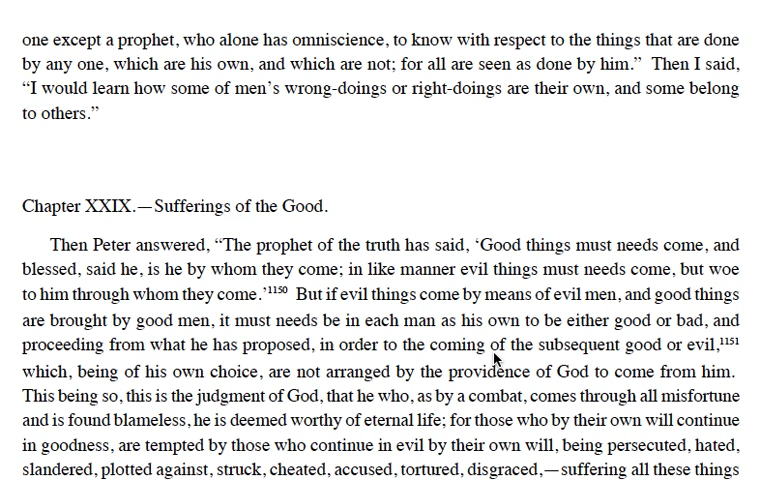 one except a prophet, who alone has omniscience, to know with respect to the things that are done
by any one, which are his own, and which are not; for all are seen as done by him.”  Then I said,
“I would learn how some of men’s wrong-doings or right-doings are their own, and some belong
to others.”
Chapter XXIX.—Sufferings of the Good.
Then Peter answered, “The prophet of the truth has said, ‘Good things must needs come, and
blessed, said he, is he by whom they come; in like manner evil things must needs come, but woe
to him through whom they come.’1150  But if evil things come by means of evil men, and good things
are brought by good men, it must needs be in each man as his own to be either good or bad, and
proceeding from what he has proposed, in order to the coming of the subsequent good or evil,1151
which, being of his own choice, are not arranged by the providence of God to come from him.
This being so, this is the judgment of God, that he who, as by a combat, comes through all misfortune
and is found blameless, he is deemed worthy of eternal life; for those who by their own will continue
in goodness, are tempted by those who continue in evil by their own will, being persecuted, hated,
slandered, plotted against, struck, cheated, accused, tortured, disgraced,—suffering all these things